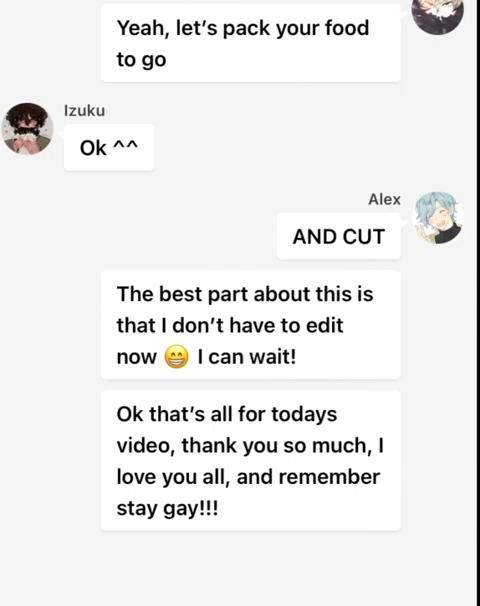 Yeah, let’s pack your food
to go
Izuku
Ok ^^
Alex
AND CUT
The best part about this is
that I don’t have to edit
now 😁 I can wait!
Ok that’s all for todays
video, thank you so much, I
love you all, and remember
stay gay!!!